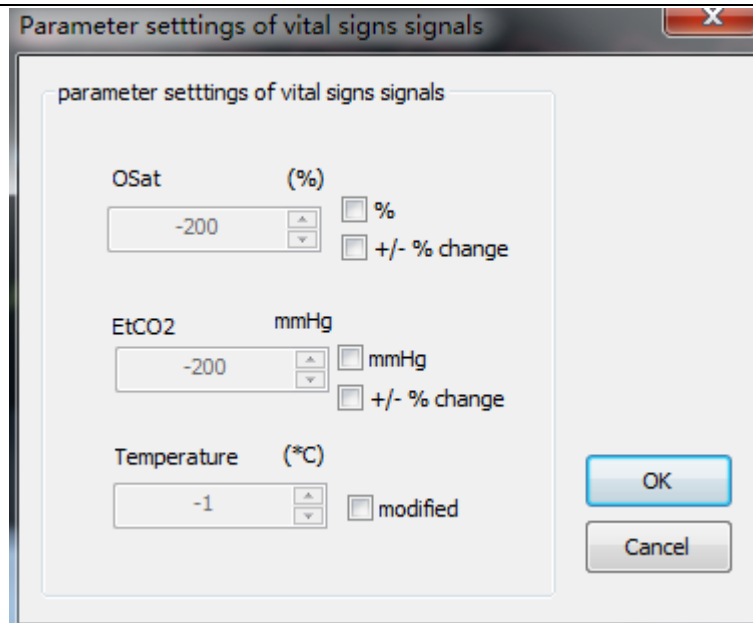 Parameter setttings of vital signs signals
parameter setttings of vital signs signals
OSat (%)
-200 %
+/- % change
EtCO2 mmHg
-200 mmHg
+/- % change
Temperature (*C)
-1 modified
OK
Cancel